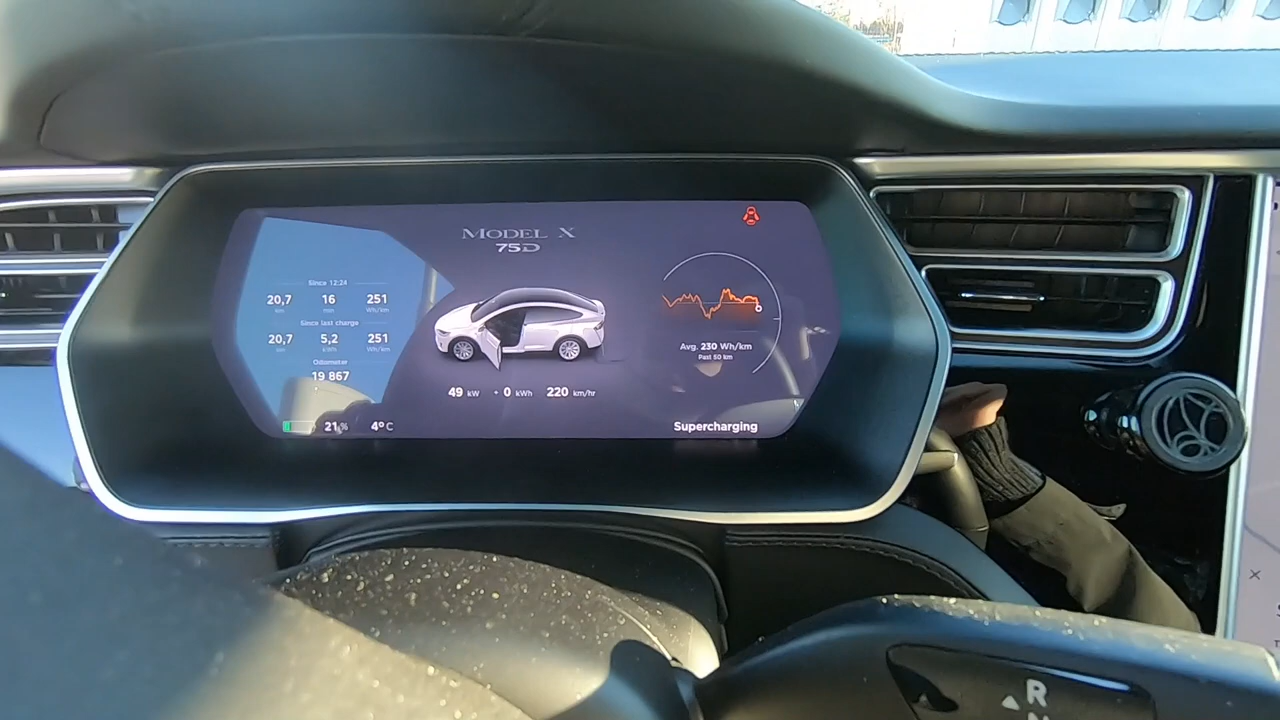 MODEL X
75D
Since 12:24
20,7 16 251
km min Wh/km
Since last charge
20,7 5,2 251
km kWh Wh/km
Odometer
19 867
Avg. 230 Wh/km
Past 50 km
49 kW + 0 kWh 220 km/hr
21 % 4°C
Supercharging
R
N